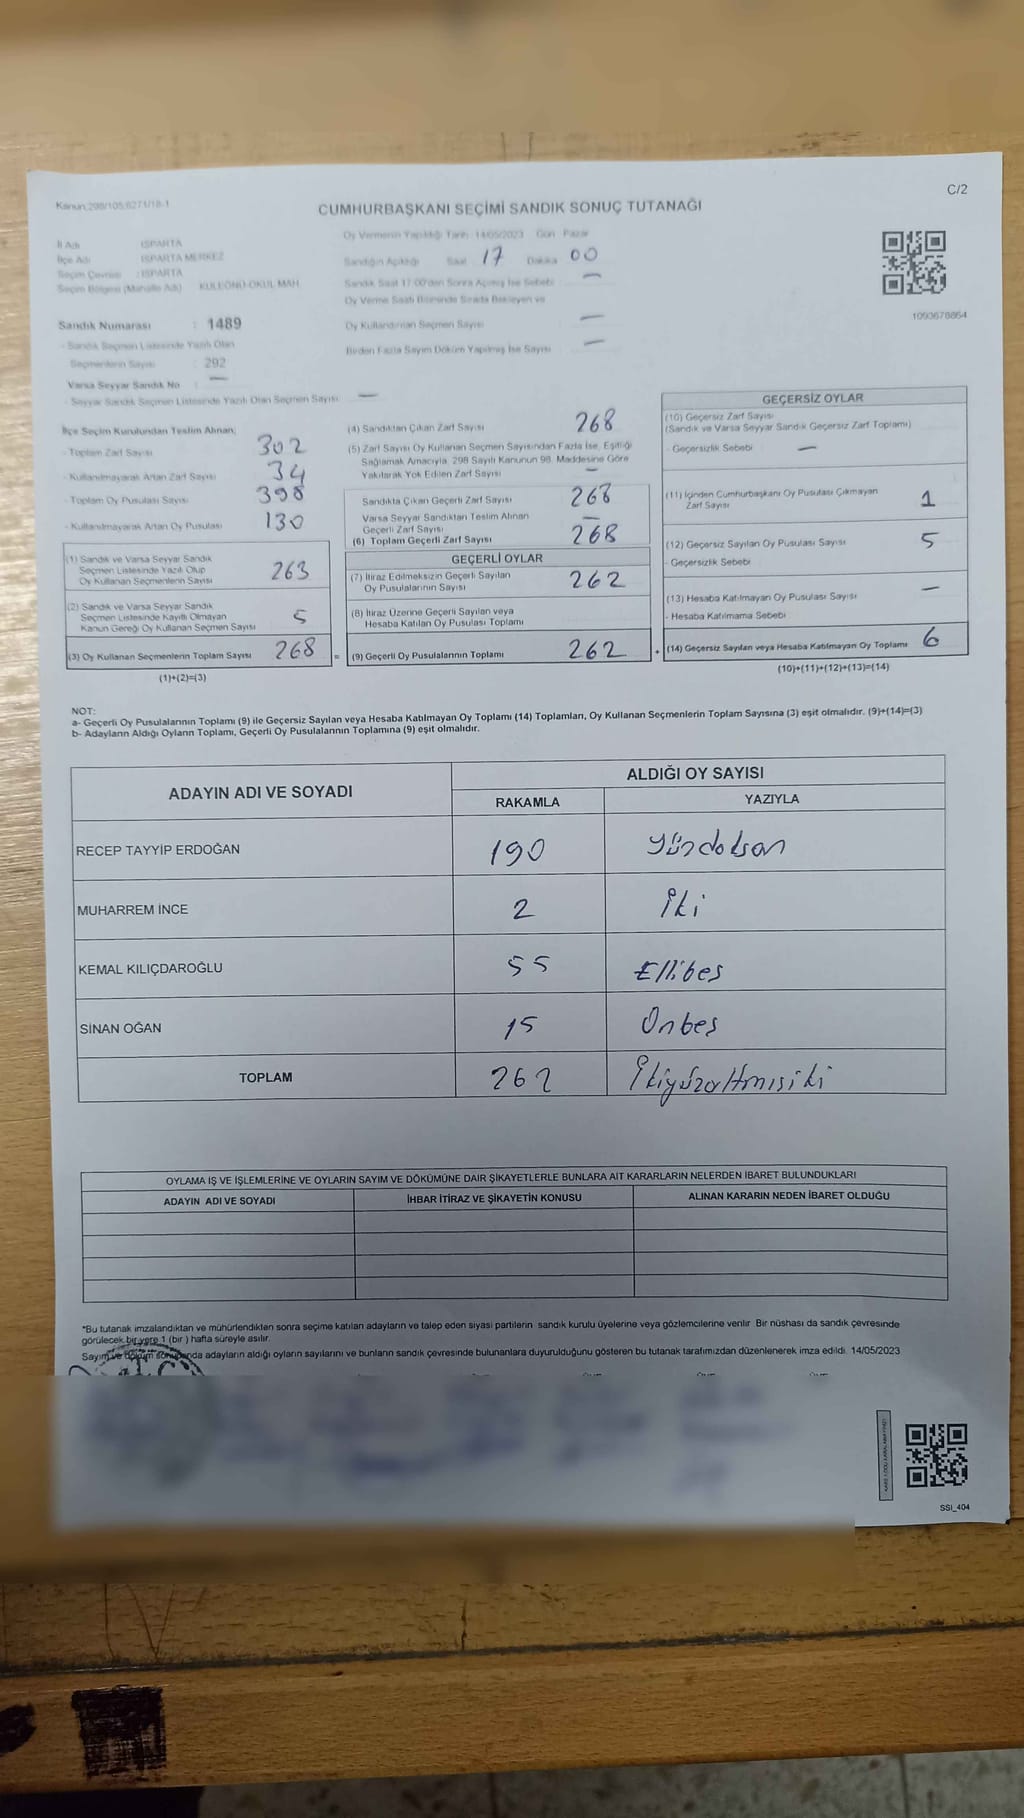 Kanun:298/105;6271/18-1
C/2
CUMHURBAŞKANI SEÇİMİ SANDIK SONUÇ TUTANAĞI
İl Adı : ISPARTA
İlçe Adı : ISPARTA MERKEZ
Seçim Çevresi : ISPARTA
Seçim Bölgesi (Mahalle Adı) : KULEÖNÜ-OKUL MAH.
Sandık Numarası : 1489
- Sandık Seçmen Listesinde Yazılı Olan
Seçmenlerin Sayısı : 292
Varsa Seyyar Sandık No : —
- Seyyar Sandık Seçmen Listesinde Yazılı Olan Seçmen Sayısı : —
Oy Vermenin Yapıldığı Tarih :14/05/2023 Gün : Pazar
Sandığın Açıldığı Saat : 17 Dakika : 00
Sandık Saat 17:00'den Sonra Açılmış İse Sebebi : —
Oy Verme Saati Bitiminde Sırada Bekleyen ve
Oy Kullandırılan Seçmen Sayısı —
Birden Fazla Sayım Döküm Yapılmış İse Sayısı —
1093678864
İlçe Seçim Kurulundan Teslim Alınan;
- Toplam Zarf Sayısı 302
- Kullanılmayarak Artan Zarf Sayısı 34
- Toplam Oy Pusulası Sayısı 398
- Kullanılmayarak Artan Oy Pusulası 130
(1) Sandık ve Varsa Seyyar Sandık
Seçmen Listesinde Yazılı Olup
Oy Kullanan Seçmenlerin Sayısı 263
(2) Sandık ve Varsa Seyyar Sandık
Seçmen Listesinde Kayıtlı Olmayan
Kanun Gereği Oy Kullanan Seçmen Sayısı 5
(3) Oy Kullanan Seçmenlerin Toplam Sayısı 268 =
(1)+(2)=(3)
(4) Sandıktan Çıkan Zarf Sayısı 268
(5) Zarf Sayısı Oy Kullanan Seçmen Sayısından Fazla İse, Eşitliği
Sağlamak Amacıyla, 298 Sayılı Kanunun 98. Maddesine Göre
Yakılarak Yok Edilen Zarf Sayısı —
Sandıkta Çıkan Geçerli Zarf Sayısı 268
Varsa Seyyar Sandıktan Teslim Alınan
Geçerli Zarf Sayısı —
(6) Toplam Geçerli Zarf Sayısı 268
GEÇERLİ OYLAR
(7) İtiraz Edilmeksizin Geçerli Sayılan
Oy Pusulalarının Sayısı 262
(8) İtiraz Üzerine Geçerli Sayılan veya
Hesaba Katılan Oy Pusulası Toplamı
(9) Geçerli Oy Pusulalarının Toplamı 262 +
GEÇERSİZ OYLAR
(10) Geçersiz Zarf Sayısı
(Sandık ve Varsa Seyyar Sandık Geçersiz Zarf Toplamı)
- Geçersizlik Sebebi —
(11) İçinden Cumhurbaşkanı Oy Pusulası Çıkmayan
Zarf Sayısı 1
(12) Geçersiz Sayılan Oy Pusulası Sayısı 5
- Geçersizlik Sebebi
(13) Hesaba Katılmayan Oy Pusulası Sayısı —
- Hesaba Katılmama Sebebi
(14) Geçersiz Sayılan veya Hesaba Katılmayan Oy Toplamı 6
(10)+(11)+(12)+(13)=(14)
NOT:
a- Geçerli Oy Pusulalarının Toplamı (9) ile Geçersiz Sayılan veya Hesaba Katılmayan Oy Toplamı (14) Toplamları, Oy Kullanan Seçmenlerin Toplam Sayısına (3) eşit olmalıdır. (9)+(14)=(3)
b- Adayların Aldığı Oyların Toplamı, Geçerli Oy Pusulalarının Toplamına (9) eşit olmalıdır.
ADAYIN ADI VE SOYADI
ALDIĞI OY SAYISI
RAKAMLA YAZIYLA
RECEP TAYYİP ERDOĞAN 190 Yüzdoksan
MUHARREM İNCE 2 İki
KEMAL KILIÇDAROĞLU 55 Ellibeş
SİNAN OĞAN 15 Onbeş
TOPLAM 262 İkiyüzaltmışiki
OYLAMA İŞ VE İŞLEMLERİNE VE OYLARIN SAYIM VE DÖKÜMÜNE DAİR ŞİKAYETLERLE BUNLARA AİT KARARLARIN NELERDEN İBARET BULUNDUKLARI
ADAYIN ADI VE SOYADI İHBAR İTİRAZ VE ŞİKAYETİN KONUSU ALINAN KARARIN NEDEN İBARET OLDUĞU
*Bu tutanak imzalandıktan ve mühürlendikten sonra seçime katılan adayların ve talep eden siyasi partilerin sandık kurulu üyelerine veya gözlemcilerine verilir. Bir nüshası da sandık çevresinde
görülecek bir yere 1 (bir ) hafta süreyle asılır.
Sayım ve döküm sonunda adayların aldığı oyların sayılarını ve bunların sandık çevresinde bulunanlara duyurulduğunu gösteren bu tutanak tarafımızdan düzenlenerek imza edildi. 14/05/2023
SSI_404